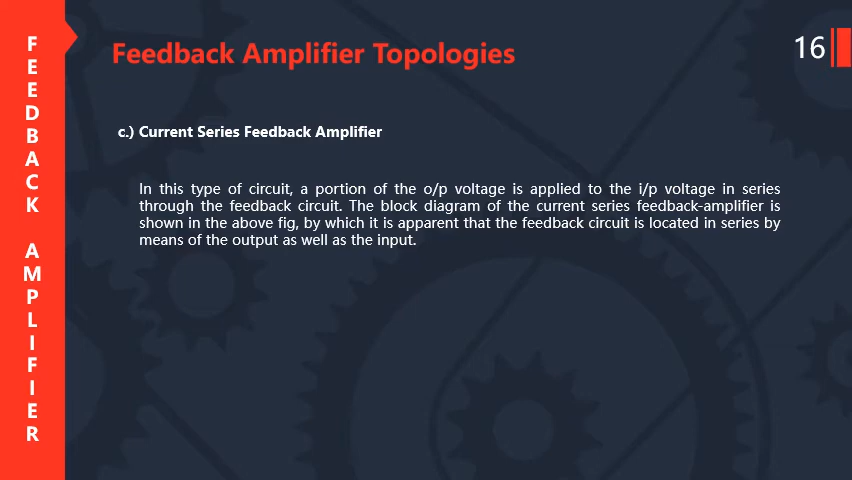 FEEDBACK AMPLIFIER
Feedback Amplifier Topologies
16
c.) Current Series Feedback Amplifier
In this type of circuit, a portion of the o/p voltage is applied to the i/p voltage in series
through the feedback circuit. The block diagram of the current series feedback-amplifier is
shown in the above fig, by which it is apparent that the feedback circuit is located in series by
means of the output as well as the input.